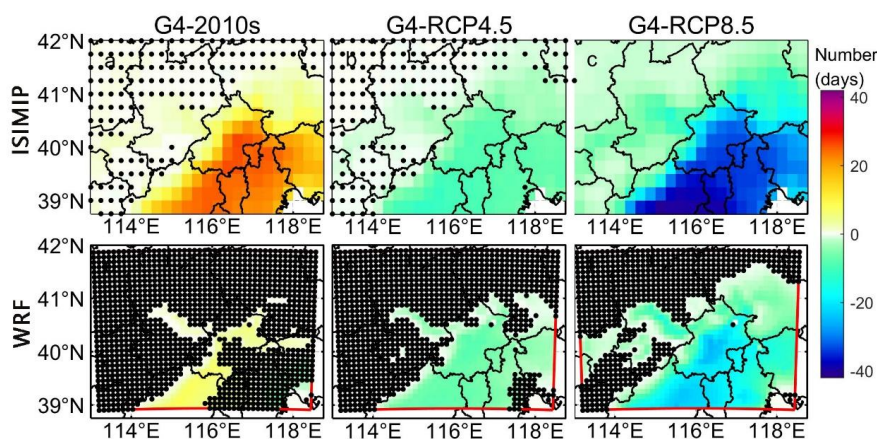 G4-2010s G4-RCP4.5 G4-RCP8.5
Number
(days)
ISIMIP
42°N
41°N
40°N
39°N
a
b
c
114°E 116°E 118°E 114°E 116°E 118°E 114°E 116°E 118°E
WRF
42°N
41°N
40°N
39°N
114°E 116°E 118°E 114°E 116°E 118°E 114°E 116°E 118°E
40
20
0
-20
-40